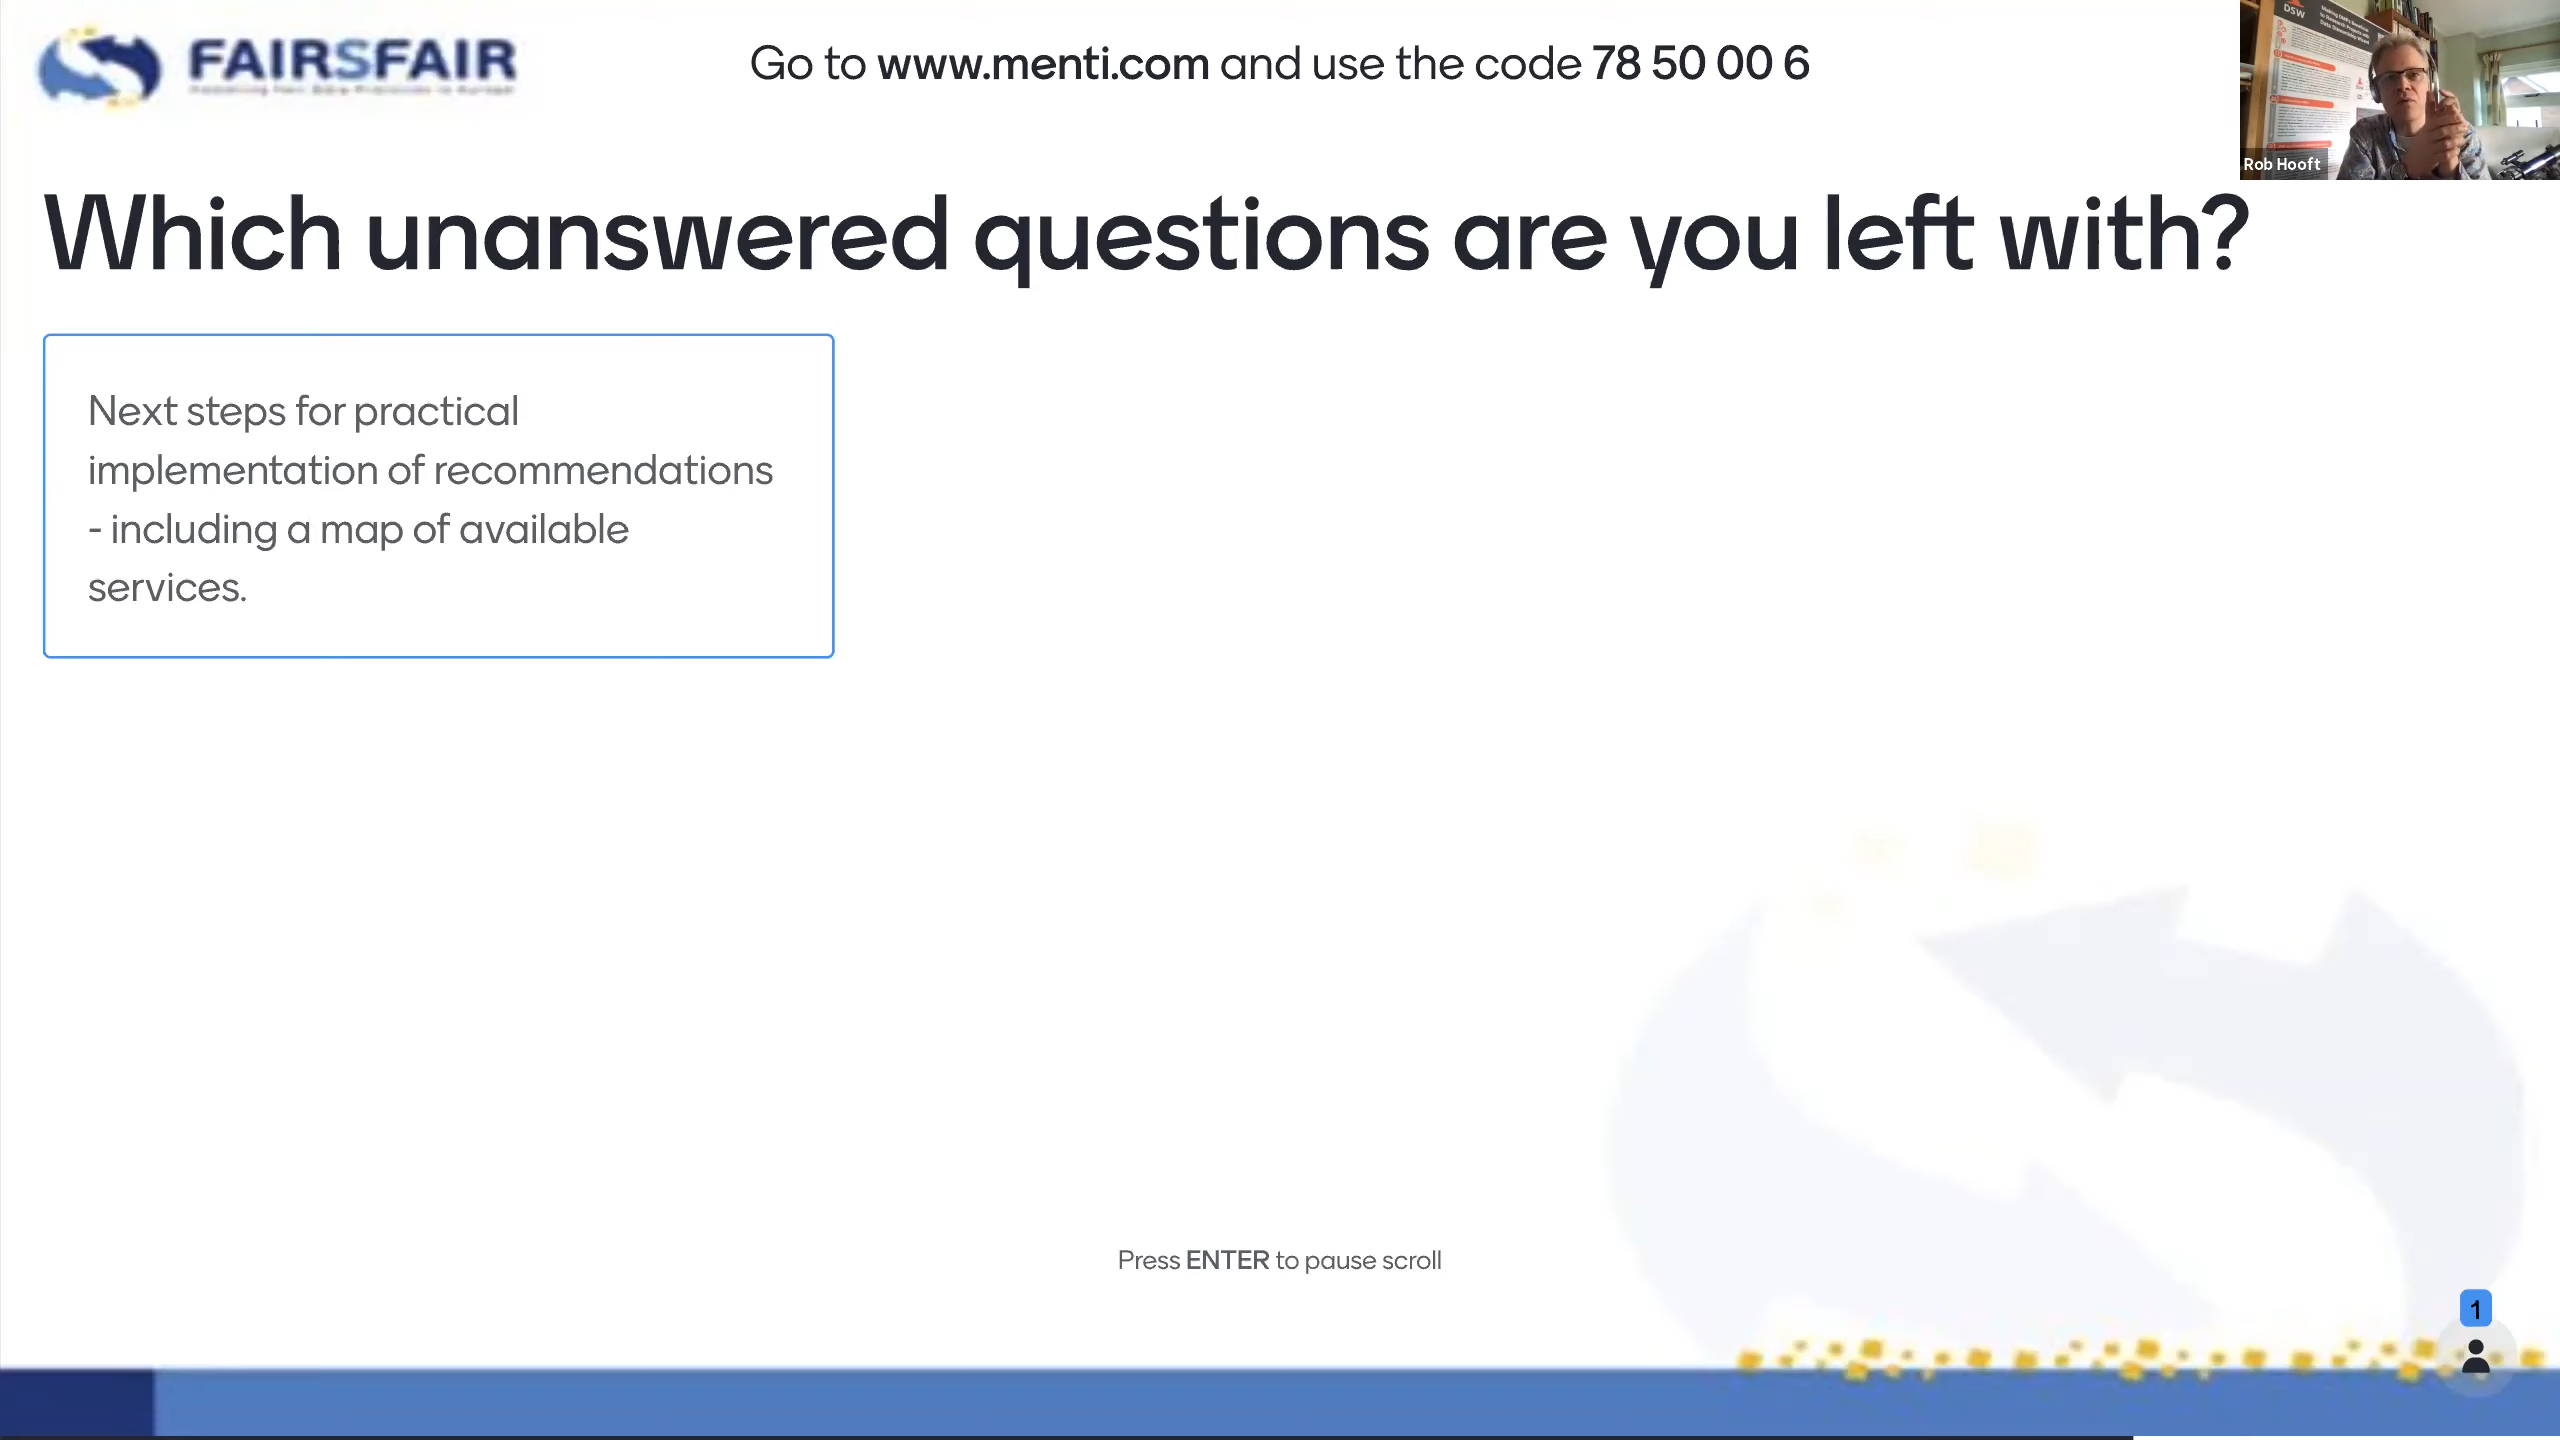 FAIRSFAIR
Go to www.menti.com and use the code 78 50 00 6
DSW
Rob Hooft
Which unanswered questions are you left with?
Next steps for practical
implementation of recommendations
- including a map of available
services.
Press ENTER to pause scroll
1